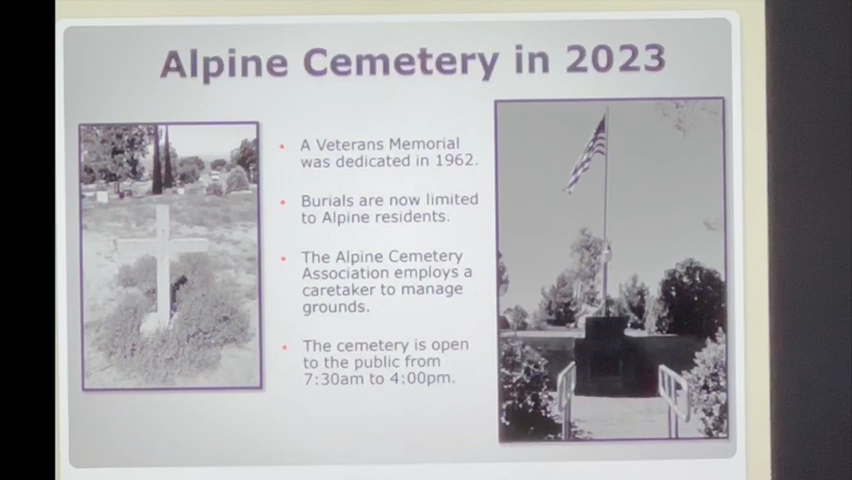 Alpine Cemetery in 2023
• A Veterans Memorial
was dedicated in 1962.
• Burials are now limited
to Alpine residents.
• The Alpine Cemetery
Association employs a
caretaker to manage
grounds.
• The cemetery is open
to the public from
7:30am to 4:00pm.